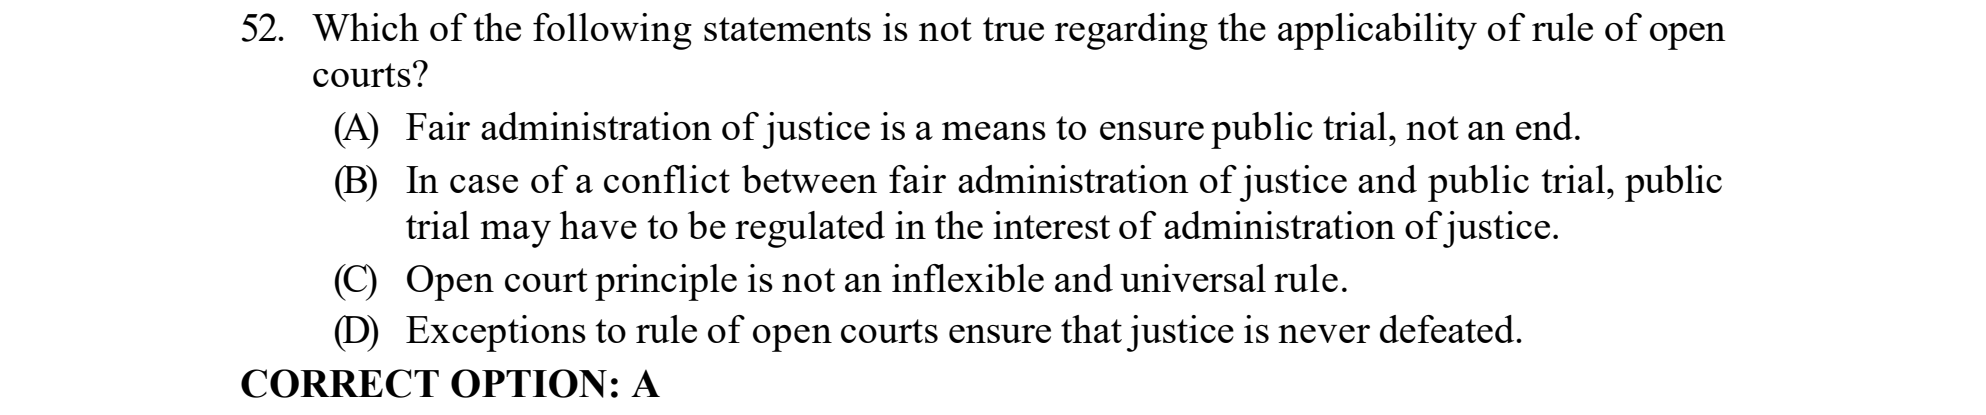 52. Which of the following statements is not true regarding the applicability of rule of open
courts?
(A) Fair administration of justice is a means to ensure public trial, not an end.
(B) In case of a conflict between fair administration of justice and public trial, public
trial may have to be regulated in the interest of administration of justice.
(C) Open court principle is not an inflexible and universal rule.
(D) Exceptions to rule of open courts ensure that justice is never defeated.
CORRECT OPTION: A